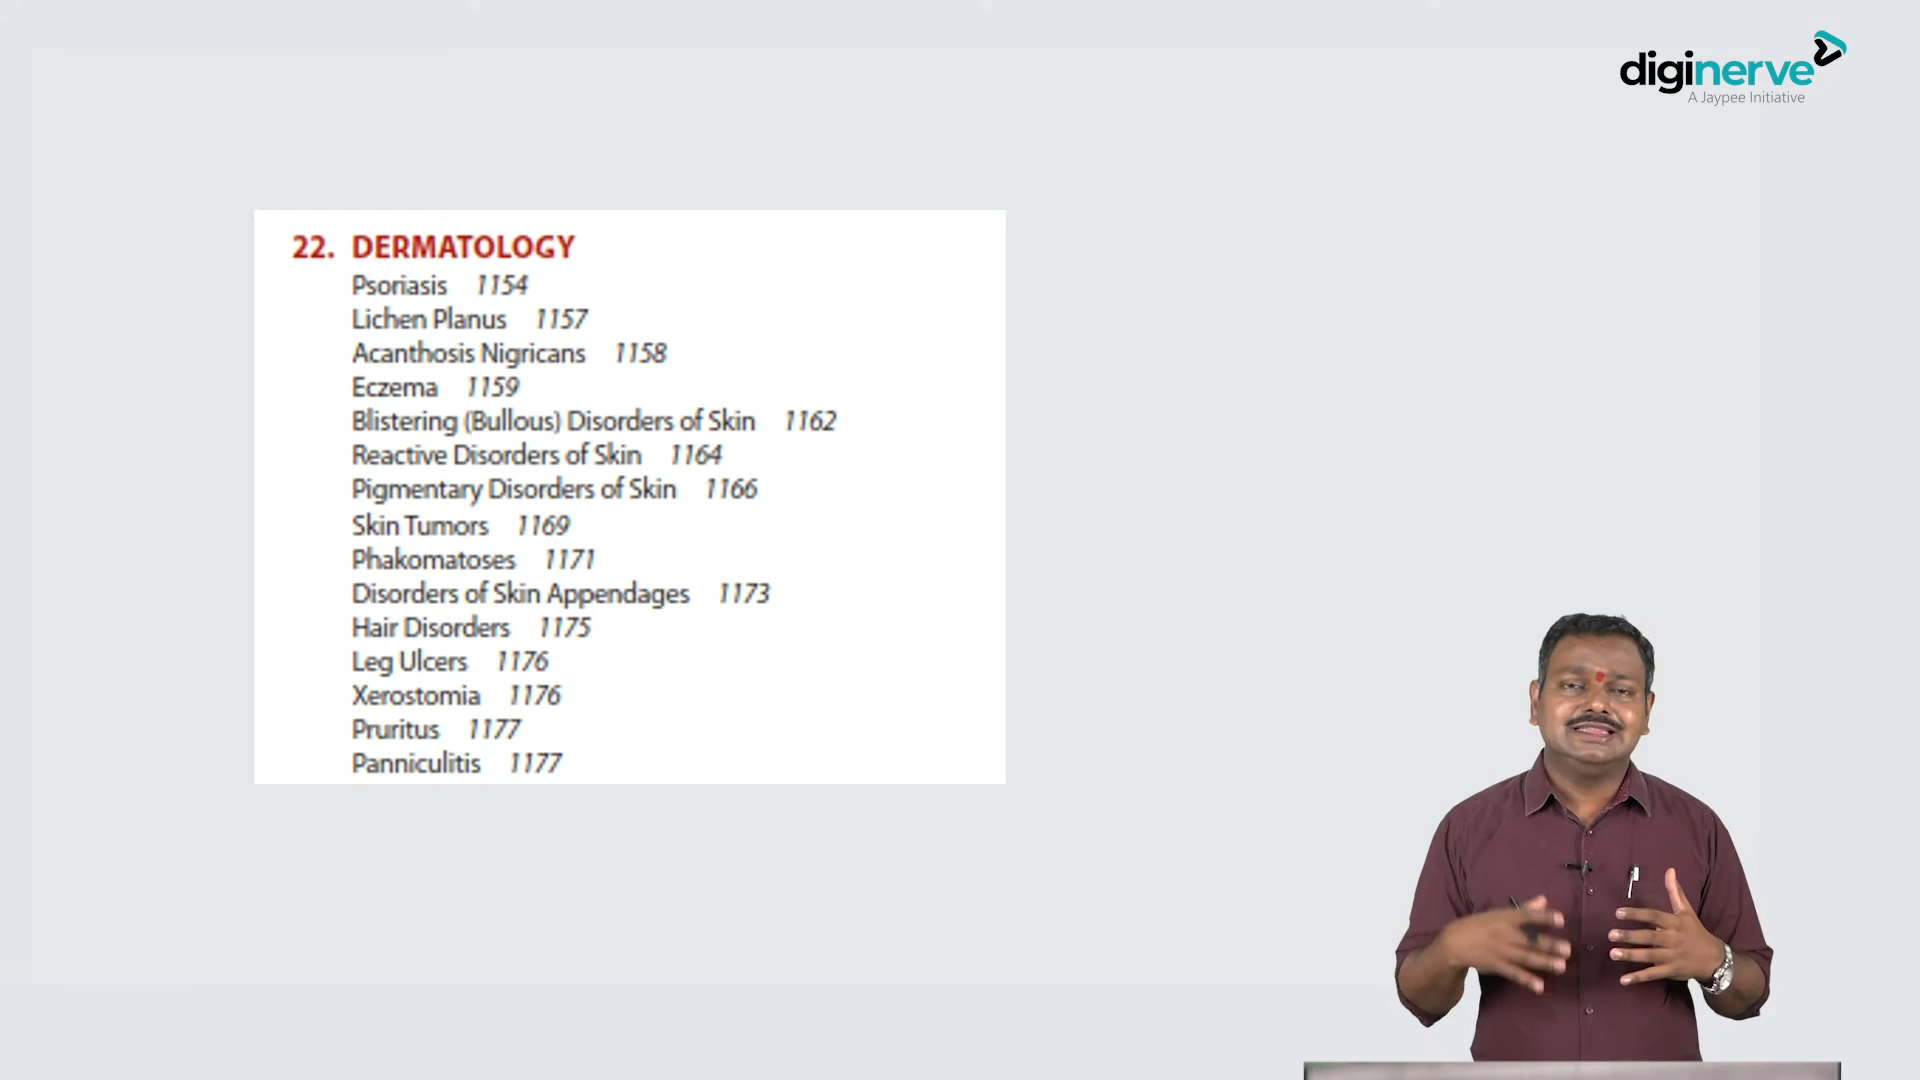 diginerve
A Jaypee Initiative
22. DERMATOLOGY
Psoriasis 1154
Lichen Planus 1157
Acanthosis Nigricans 1158
Eczema 1159
Blistering (Bullous) Disorders of Skin 1162
Reactive Disorders of Skin 1164
Pigmentary Disorders of Skin 1166
Skin Tumors 1169
Phakomatoses 1171
Disorders of Skin Appendages 1173
Hair Disorders 1175
Leg Ulcers 1176
Xerostomia 1176
Pruritus 1177
Panniculitis 1177